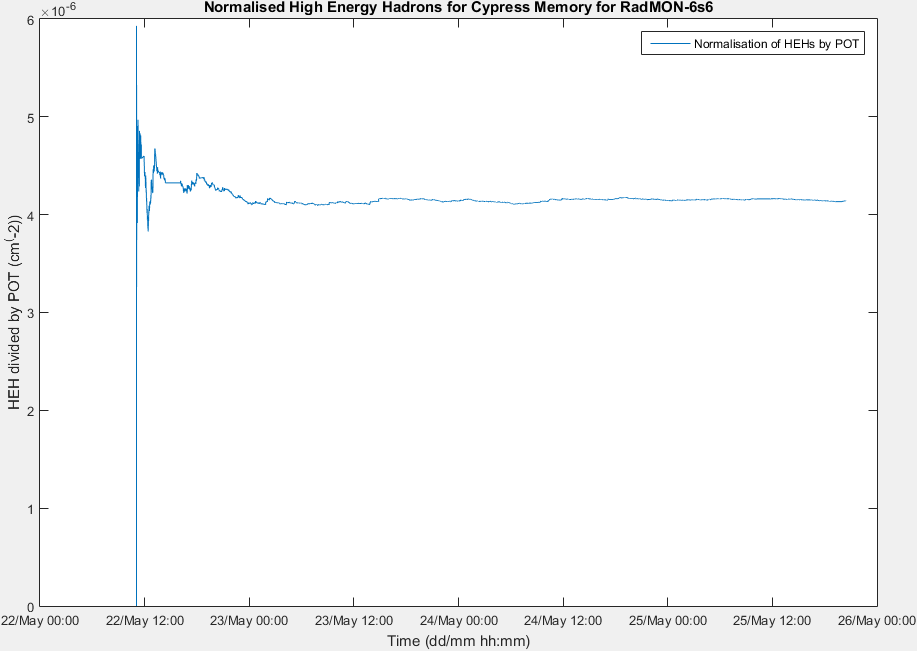 Normalised High Energy Hadrons for Cypress Memory for RadMON-6s6
×10⁻⁶
Normalisation of HEHs by POT
6
5
4
3
2
1
0
HEH divided by POT (cm⁽-2))
22/May 00:00 22/May 12:00 23/May 00:00 23/May 12:00 24/May 00:00 24/May 12:00 25/May 00:00 25/May 12:00 26/May 00:00
Time (dd/mm hh:mm)